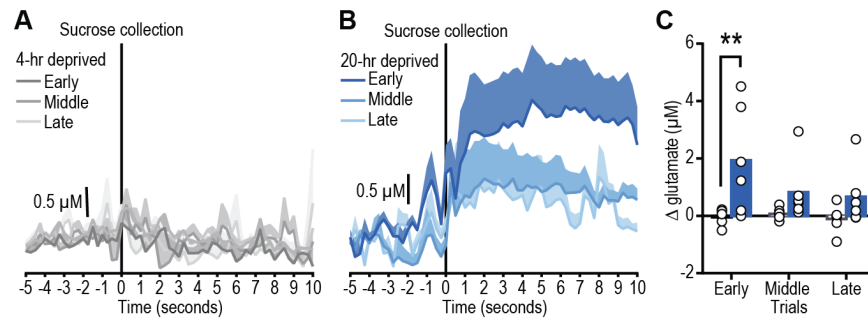 A
Sucrose collection
4-hr deprived
Early
Middle
Late
0.5 µM
-5 -4 -3 -2 -1 0 1 2 3 4 5 6 7 8 9 10
Time (seconds)
B
Sucrose collection
20-hr deprived
Early
Middle
Late
0.5 µM
-5 -4 -3 -2 -1 0 1 2 3 4 5 6 7 8 9 10
Time (seconds)
C
**
Δ glutamate (µM)
6
4
2
0
-2
Early Middle Late
Trials